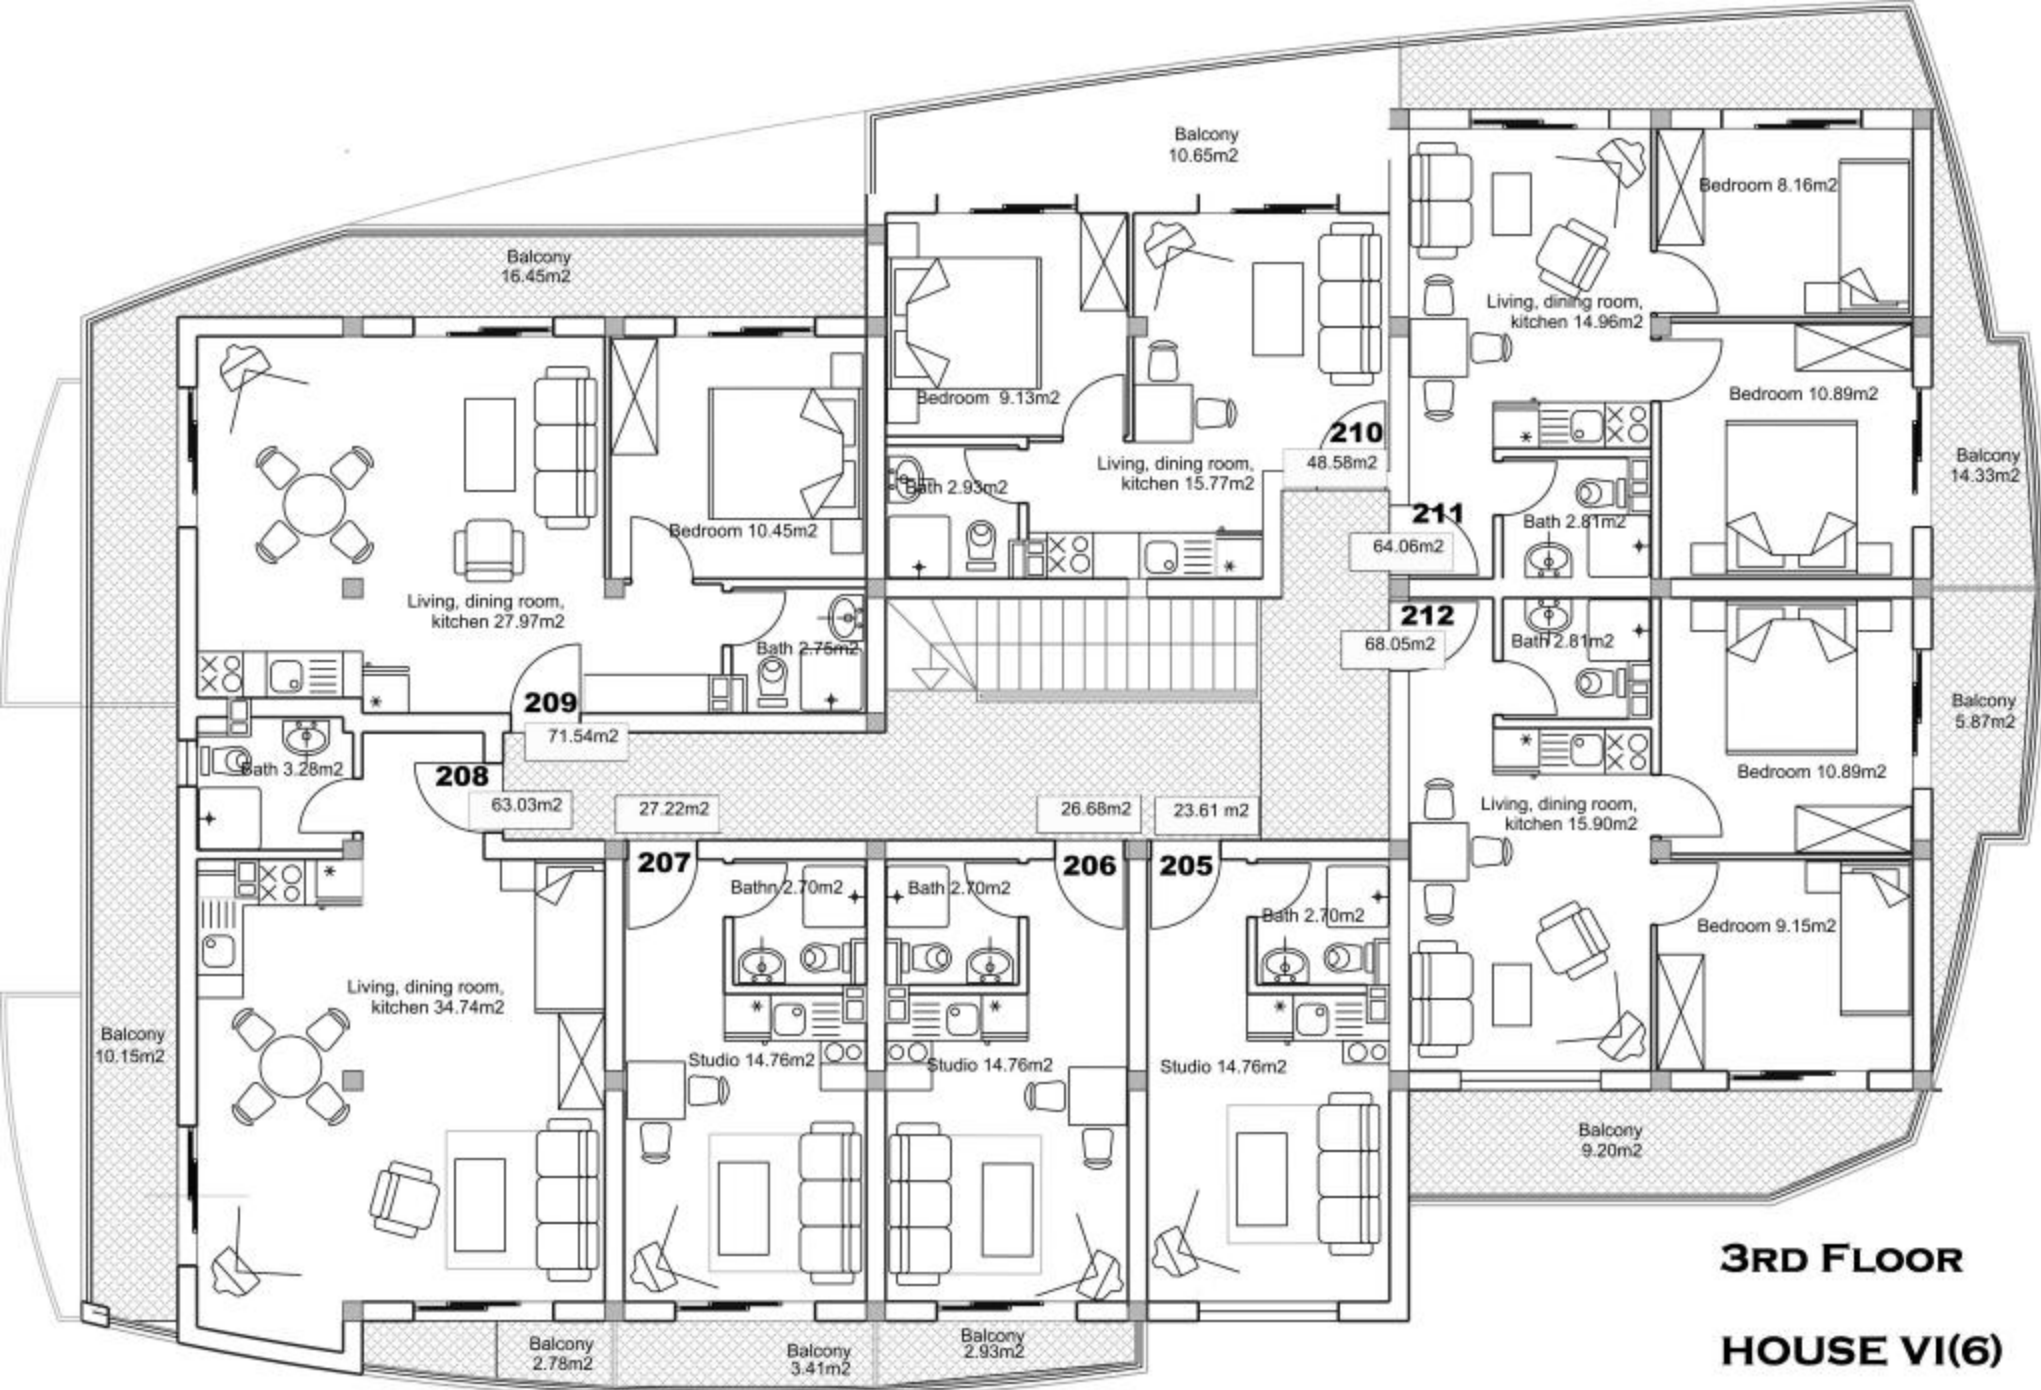 Balcony
10.65m2
Bedroom 8.16m2
Balcony
16.45m2
Living, dining room,
kitchen 14.96m2
Bedroom 9.13m2
Bedroom 10.89m2
210
48.58m2
Living, dining room,
kitchen 15.77m2
Bath 2.93m2
Balcony
14.33m2
Bedroom 10.45m2
211
64.06m2
Bath 2.81m2
Living, dining room,
kitchen 27.97m2
212
68.05m2
Bath 2.81m2
Bath 2.75m2
209
71.54m2
Balcony
5.87m2
Bath 3.28m2
208
63.03m2
Bedroom 10.89m2
27.22m2
26.68m2
23.61 m2
Living, dining room,
kitchen 15.90m2
207
206
205
Bathn 2.70m2
Bath 2.70m2
Bath 2.70m2
Bedroom 9.15m2
Living, dining room,
kitchen 34.74m2
Balcony
10.15m2
Studio 14.76m2
Studio 14.76m2
Studio 14.76m2
Balcony
9.20m2
Balcony
2.78m2
Balcony
3.41m2
Balcony
2.93m2
3RD FLOOR
HOUSE VI(6)